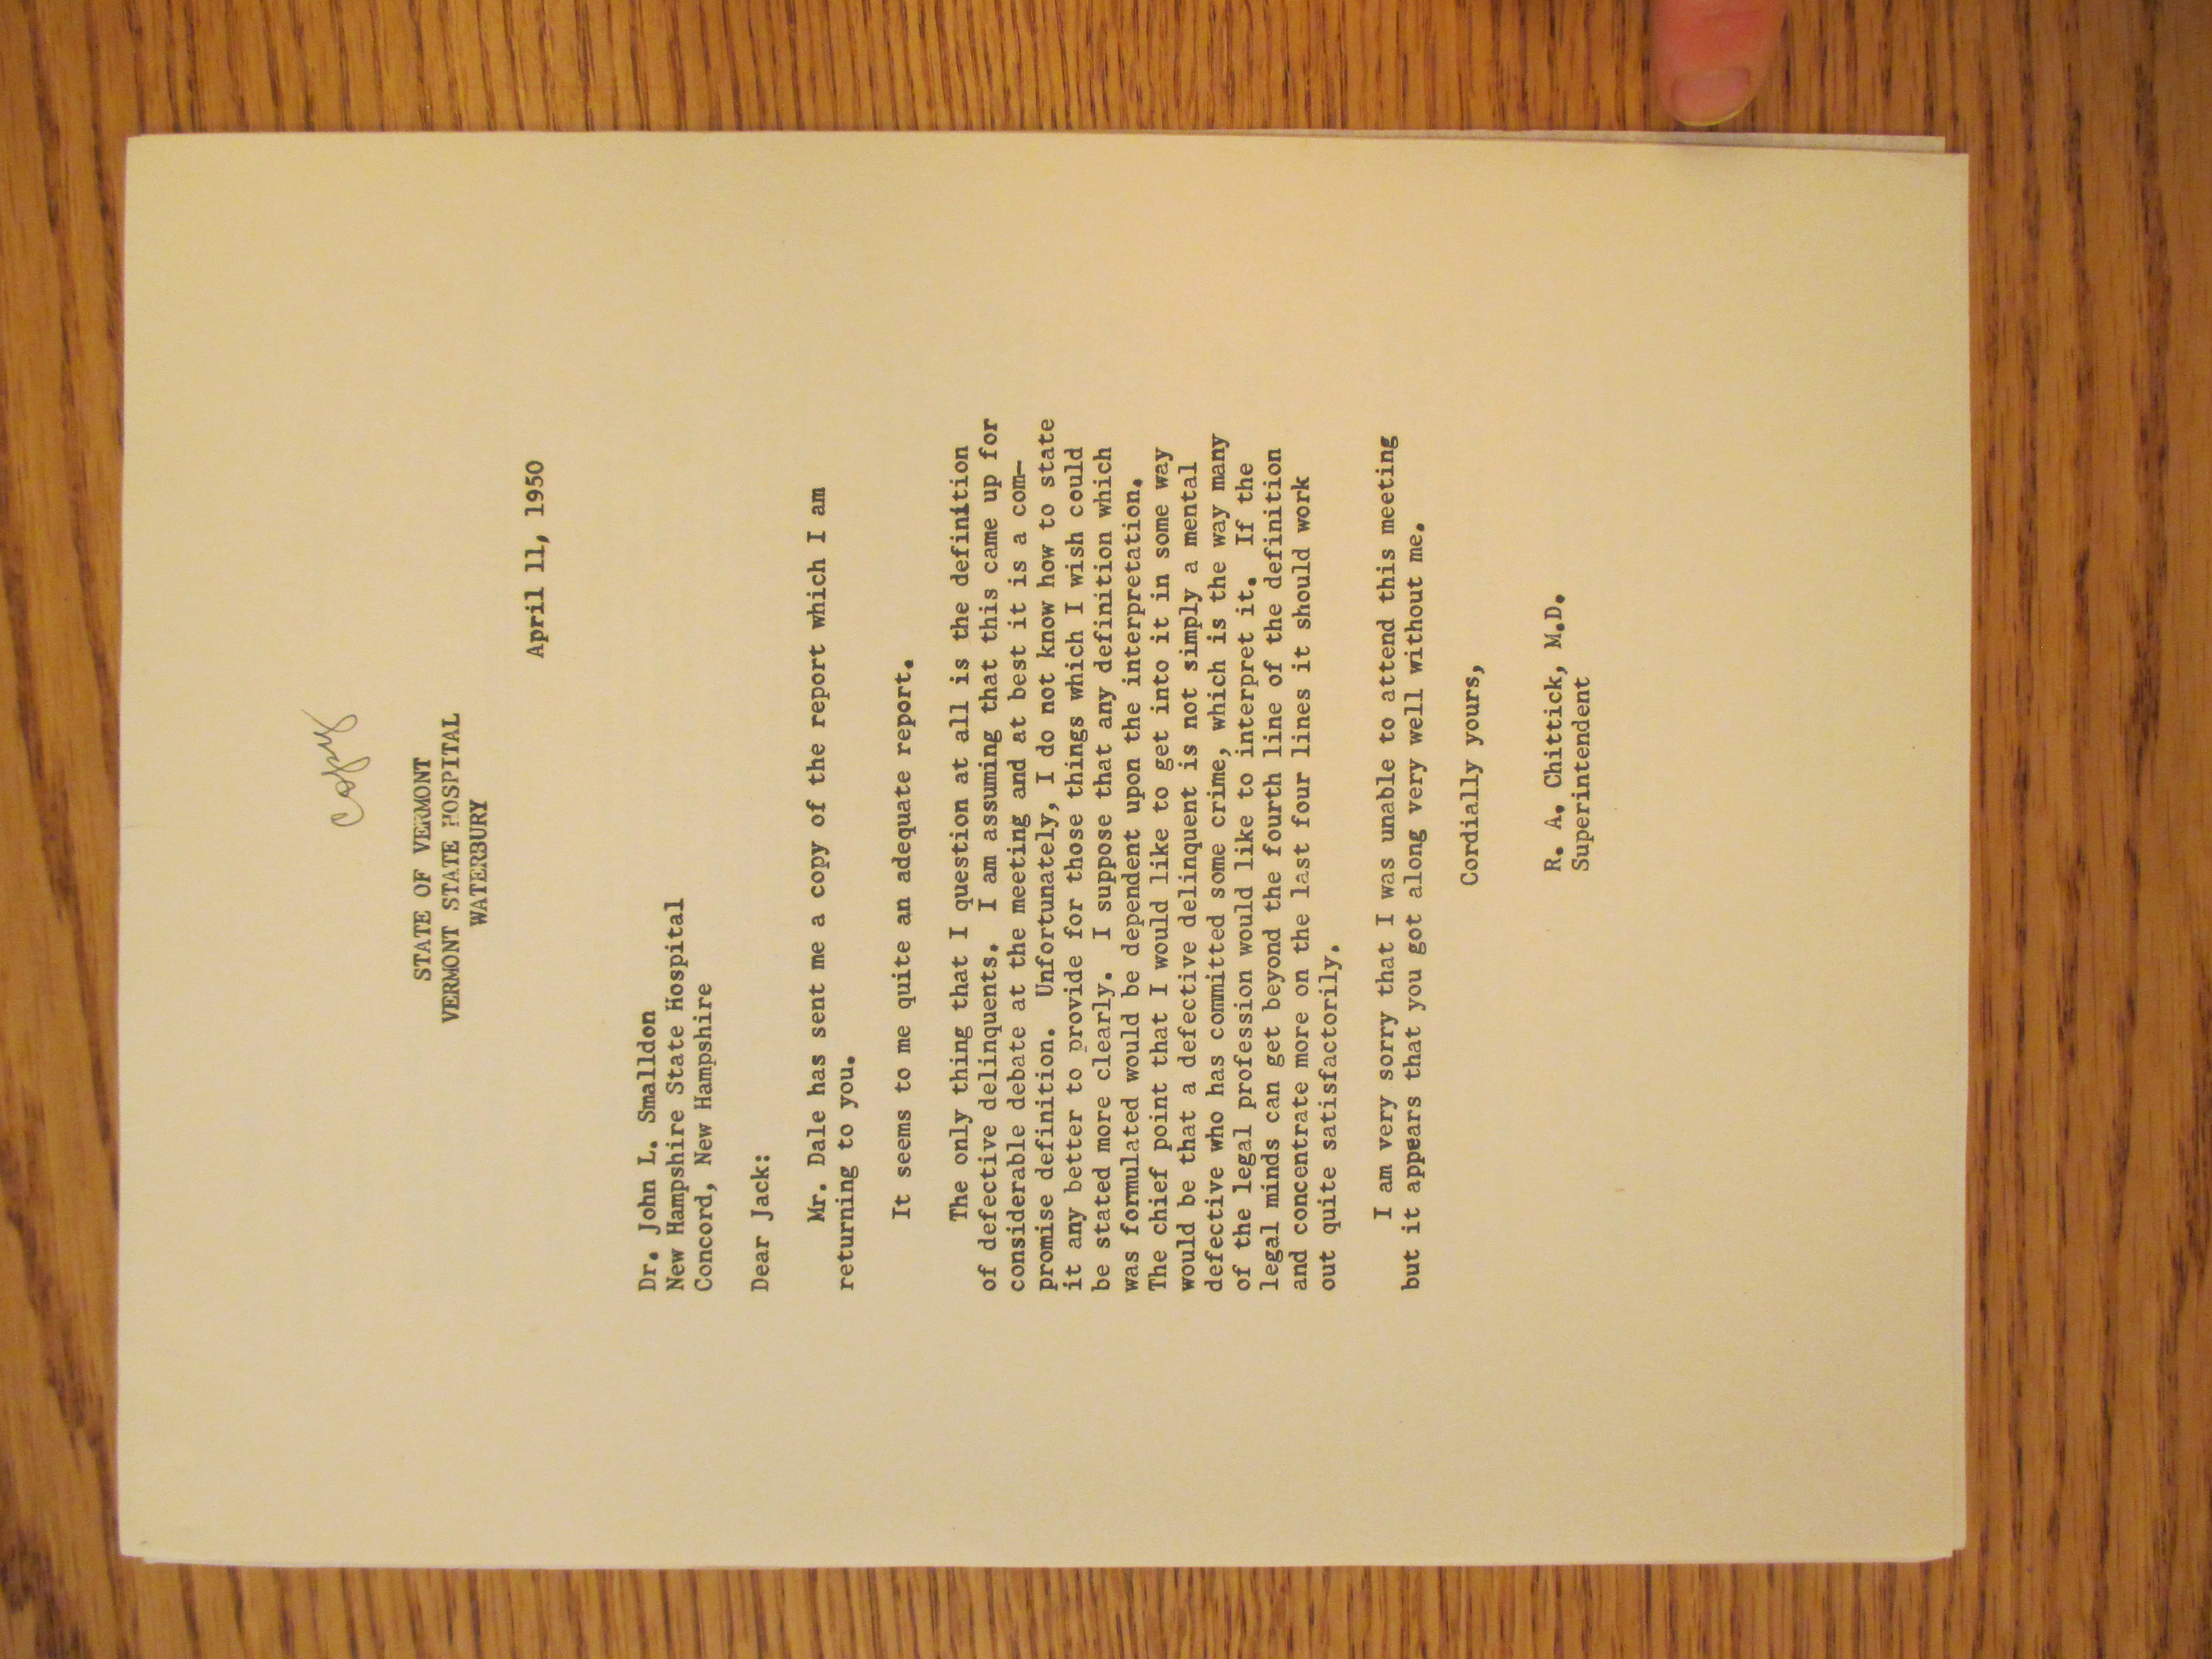 copy
STATE OF VERMONT
VERMONT STATE HOSPITAL
WATERBURY
April 11, 1950
Dr. John L. Smalldon
New Hampshire State Hospital
Concord, New Hampshire
Dear Jack:
Mr. Dale has sent me a copy of the report which I am
returning to you.
It seems to me quite an adequate report.
The only thing that I question at all is the definition
of defective delinquents. I am assuming that this came up for
considerable debate at the meeting and at best it is a com-
promise definition. Unfortunately, I do not know how to state
it any better to provide for those things which I wish could
be stated more clearly. I suppose that any definition which
was formulated would be dependent upon the interpretation.
The chief point that I would like to get into it in some way
would be that a defective delinquent is not simply a mental
defective who has committed some crime, which is the way many
of the legal profession would like to interpret it. If the
legal minds can get beyond the fourth line of the definition
and concentrate more on the last four lines it should work
out quite satisfactorily.
I am very sorry that I was unable to attend this meeting
but it appears that you got along very well without me.
Cordially yours,
R. A. Chittick, M.D.
Superintendent